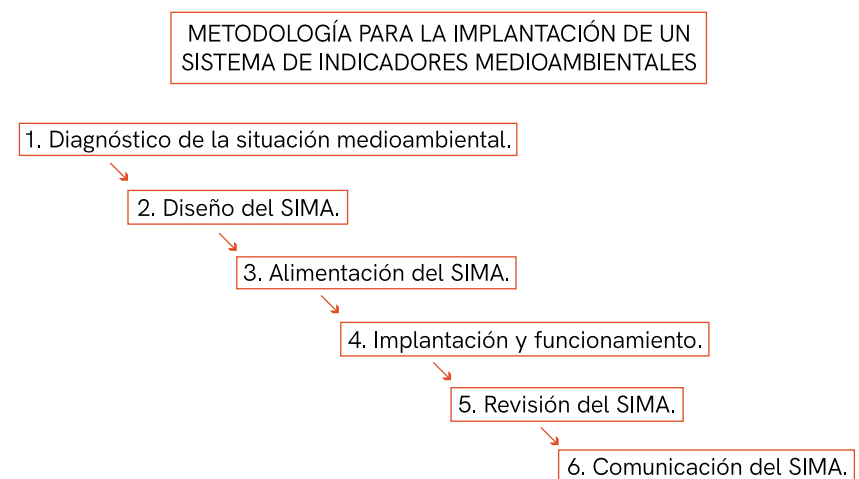 METODOLOGÍA PARA LA IMPLANTACIÓN DE UN
SISTEMA DE INDICADORES MEDIOAMBIENTALES
1. Diagnóstico de la situación medioambiental.
2. Diseño del SIMA.
3. Alimentación del SIMA.
4. Implantación y funcionamiento.
5. Revisión del SIMA.
6. Comunicación del SIMA.